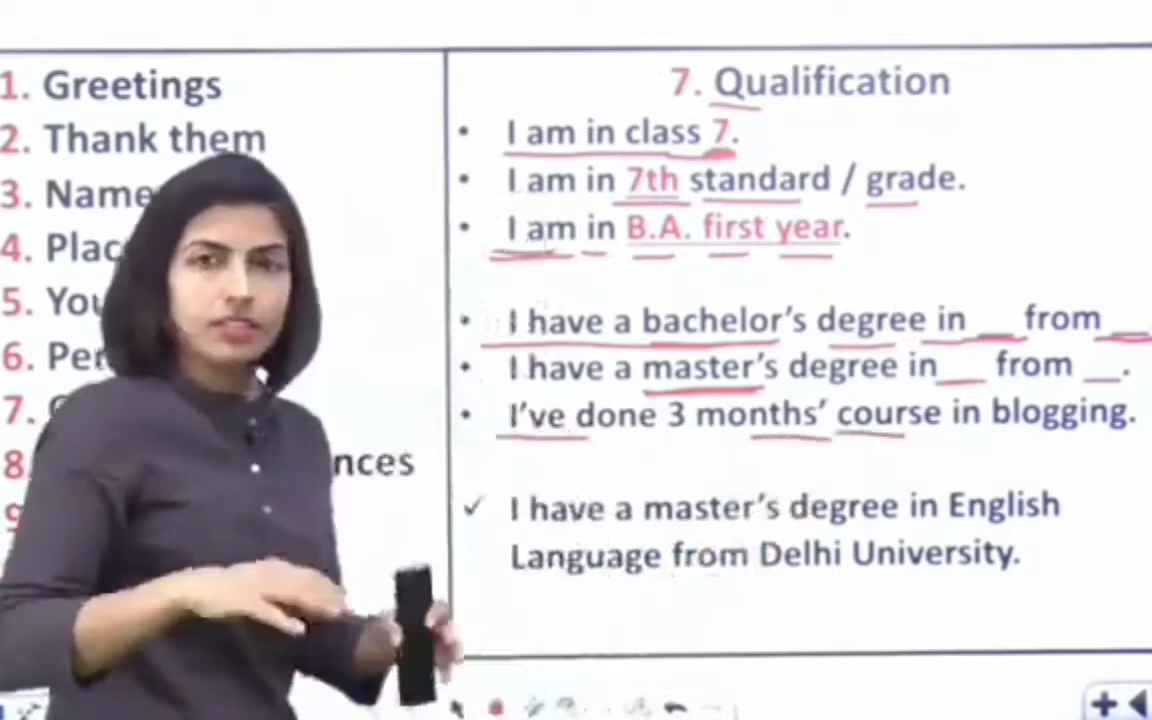 1. Greetings
2. Thank them
3. Name
4.
5.
6.
7.
8. nces
7. Qualification
• I am in class 7.
• I am in 7th standard / grade.
• I am in B.A. first year.
• I have a bachelor's degree in __ from __
• I have a master's degree in __ from __.
• I've done 3 months' course in blogging.
✓ I have a master's degree in English
Language from Delhi University.